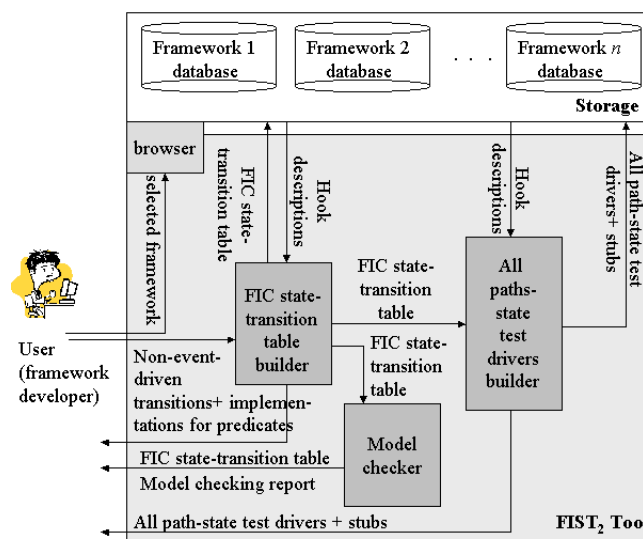 Framework 1
database
Framework 2
database
. . .
Framework n
database
Storage
browser
selected framework
FIC state-
transition table
Hook
descriptions
Hook
descriptions
All path-state test
drivers+ stubs
FIC state-
transition table
builder
FIC state-transition
table
All
paths-
state
test
drivers
builder
FIC state-
transition
table
User
(framework
developer)
Non-event-
driven
transitions+ implemen-
tations for predicates
Model
checker
FIC state-transition table
Model checking report
All path-state test drivers + stubs
FIST2 Too